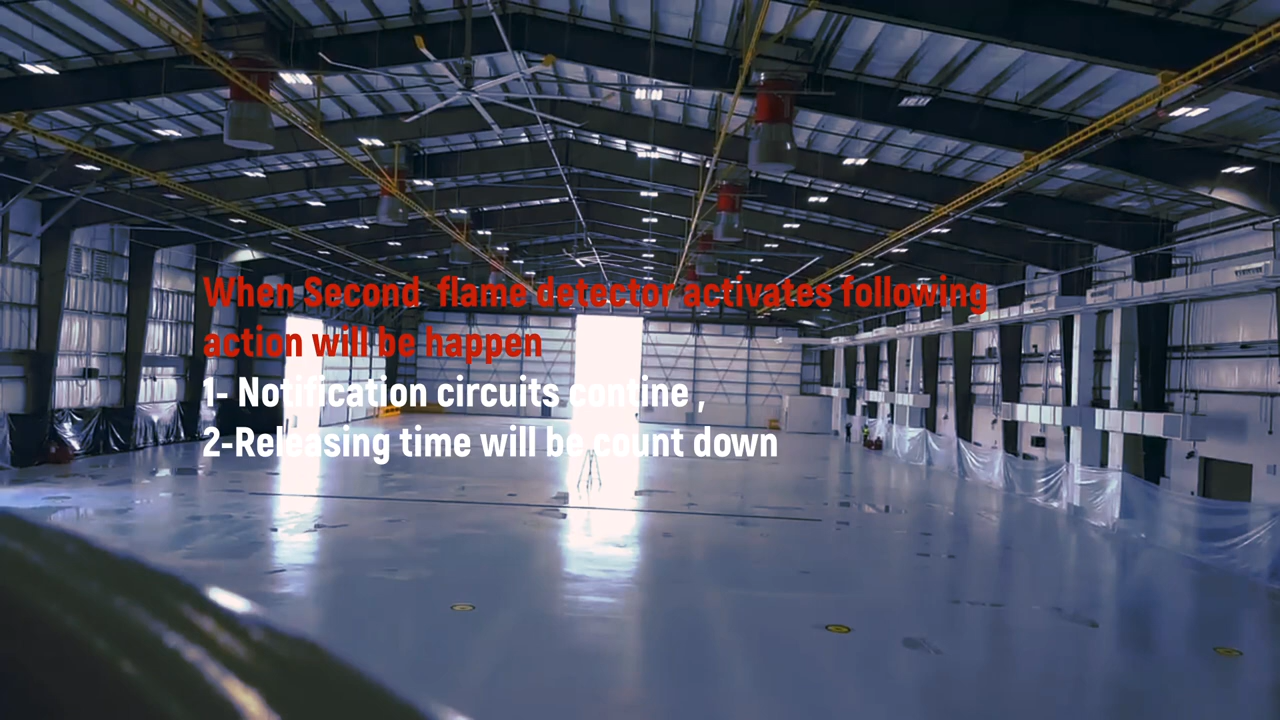 When Second  flame detector activates following
action will be happen
1- Notification circuits contine ,
2-Releasing time will be count down